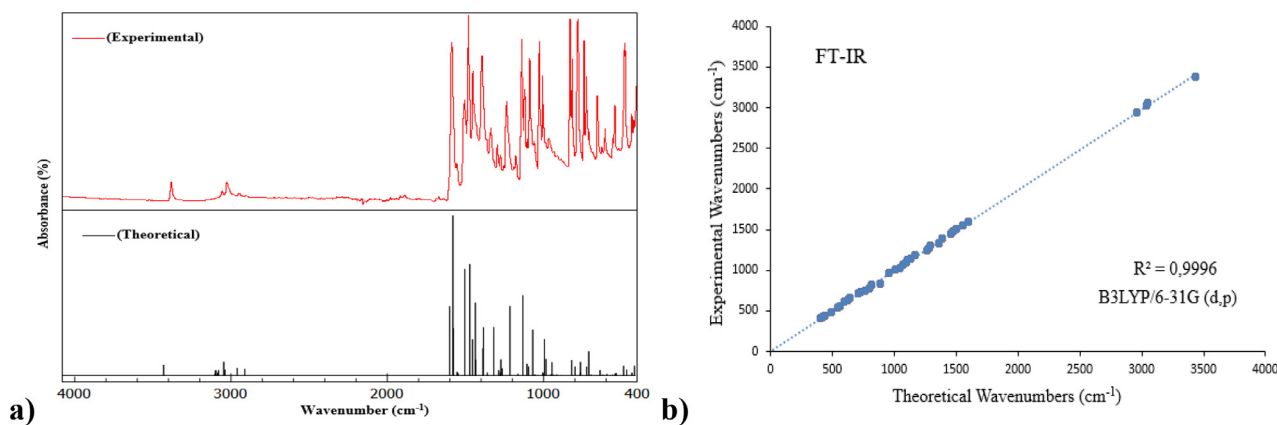 (Experimental)
(Theoretical)
Absorbance (%)
4000 3000 2000 1000 400
Wavenumber (cm⁻¹)
a)
FT-IR
Experimental Wavenumbers (cm⁻¹)
4000
3500
3000
2500
2000
1500
1000
500
0
R² = 0,9996
B3LYP/6-31G (d,p)
0 500 1000 1500 2000 2500 3000 3500 4000
Theoretical Wavenumbers (cm⁻¹)
b)